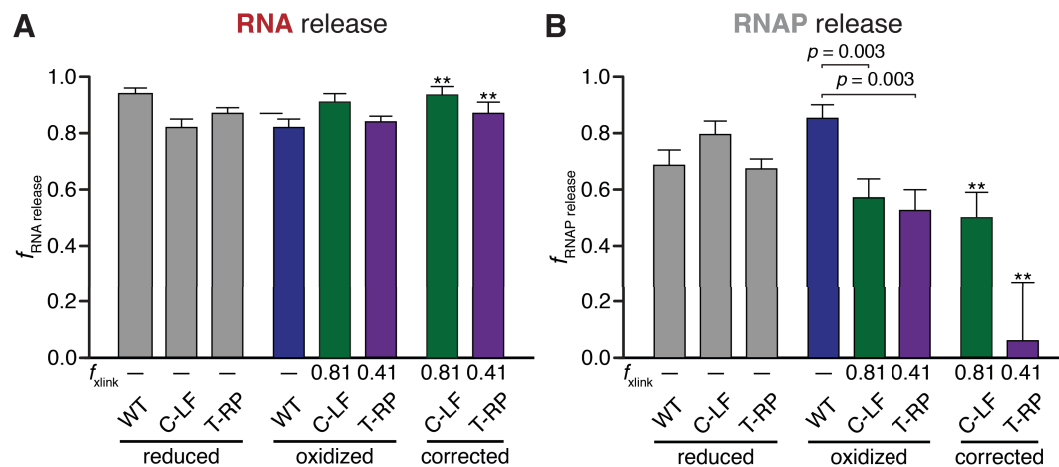 A
RNA release
1.0
0.8
0.6
0.4
0.2
0.0
fRNA release
** **
fxlink — — — — 0.81 0.41 0.81 0.41
WT C-LF T-RP WT C-LF T-RP C-LF T-RP
reduced oxidized corrected
B
RNAP release
p = 0.003
p = 0.003
1.0
0.8
0.6
0.4
0.2
0.0
fRNAP release
**
**
fxlink — — — — 0.81 0.41 0.81 0.41
WT C-LF T-RP WT C-LF T-RP C-LF T-RP
reduced oxidized corrected